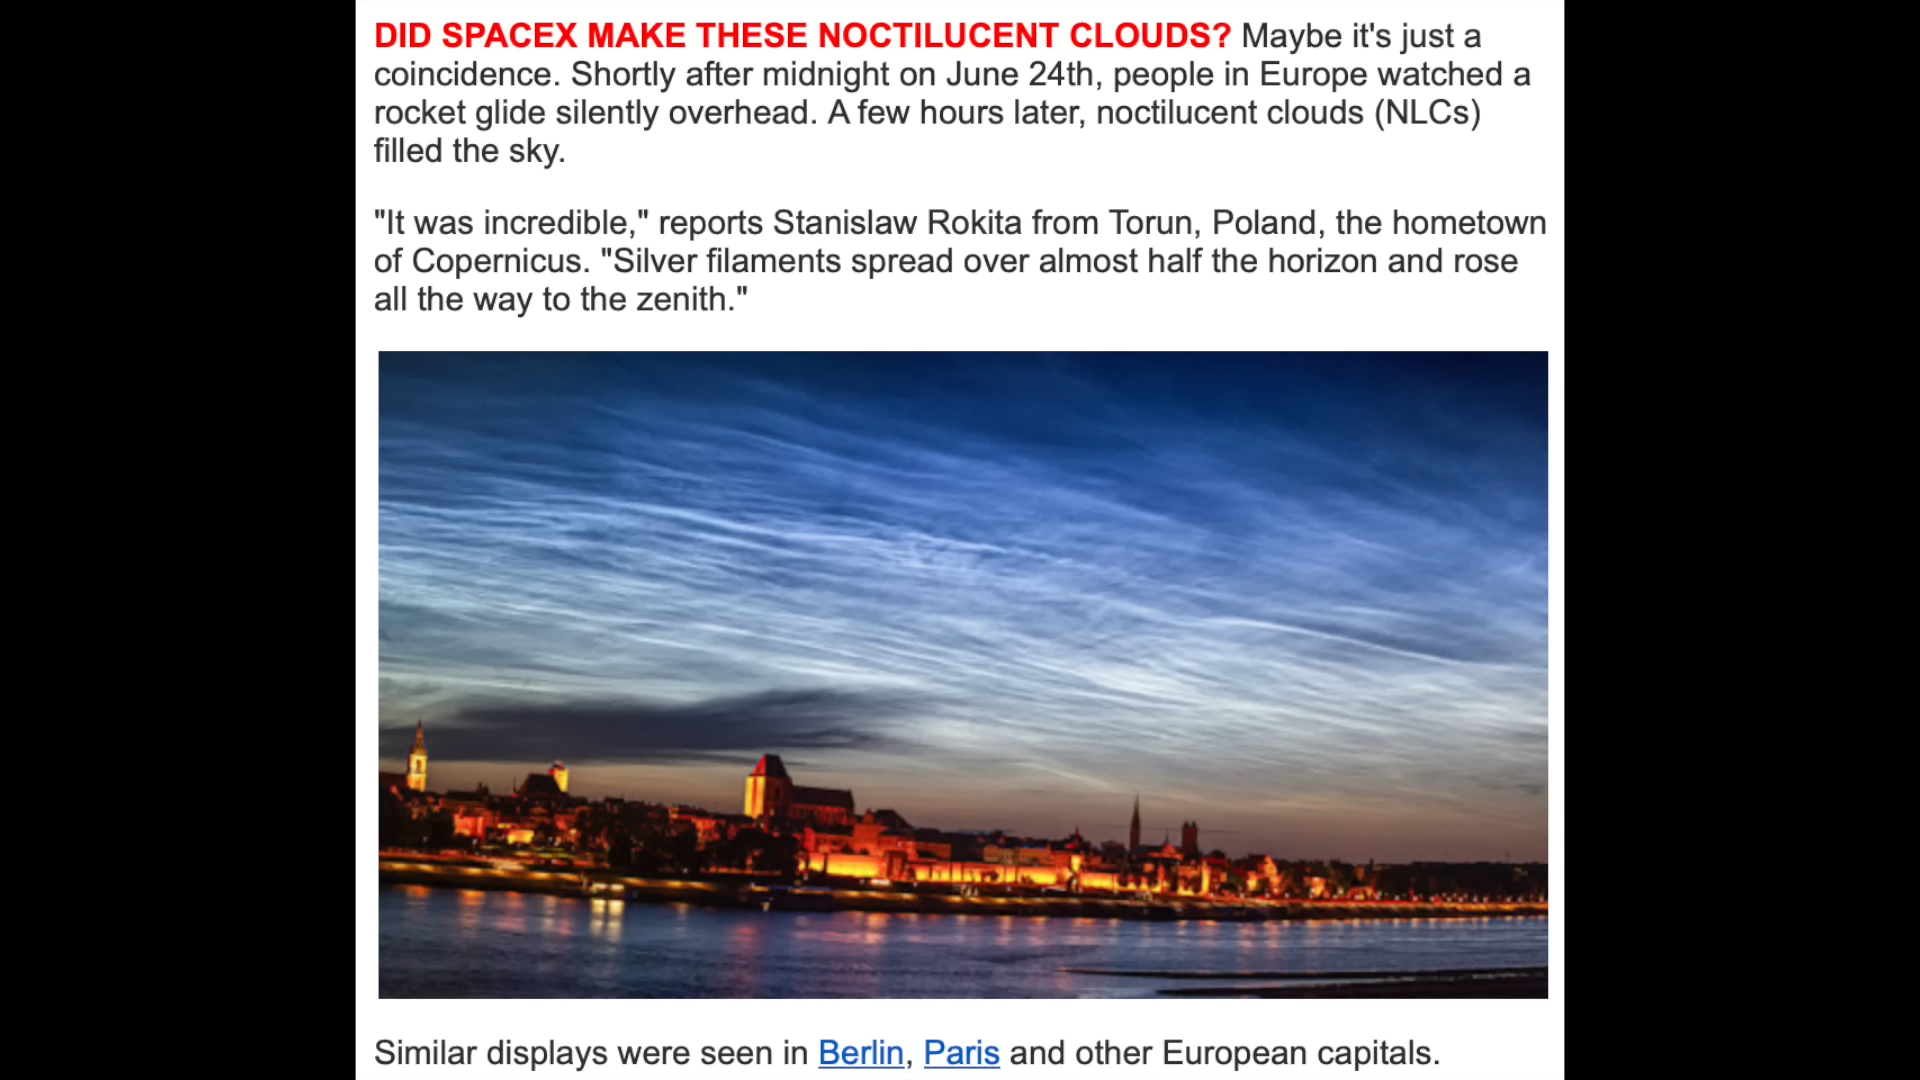 DID SPACEX MAKE THESE NOCTILUCENT CLOUDS? Maybe it's just a
coincidence. Shortly after midnight on June 24th, people in Europe watched a
rocket glide silently overhead. A few hours later, noctilucent clouds (NLCs)
filled the sky.
"It was incredible," reports Stanislaw Rokita from Torun, Poland, the hometown
of Copernicus. "Silver filaments spread over almost half the horizon and rose
all the way to the zenith."
Similar displays were seen in Berlin, Paris and other European capitals.